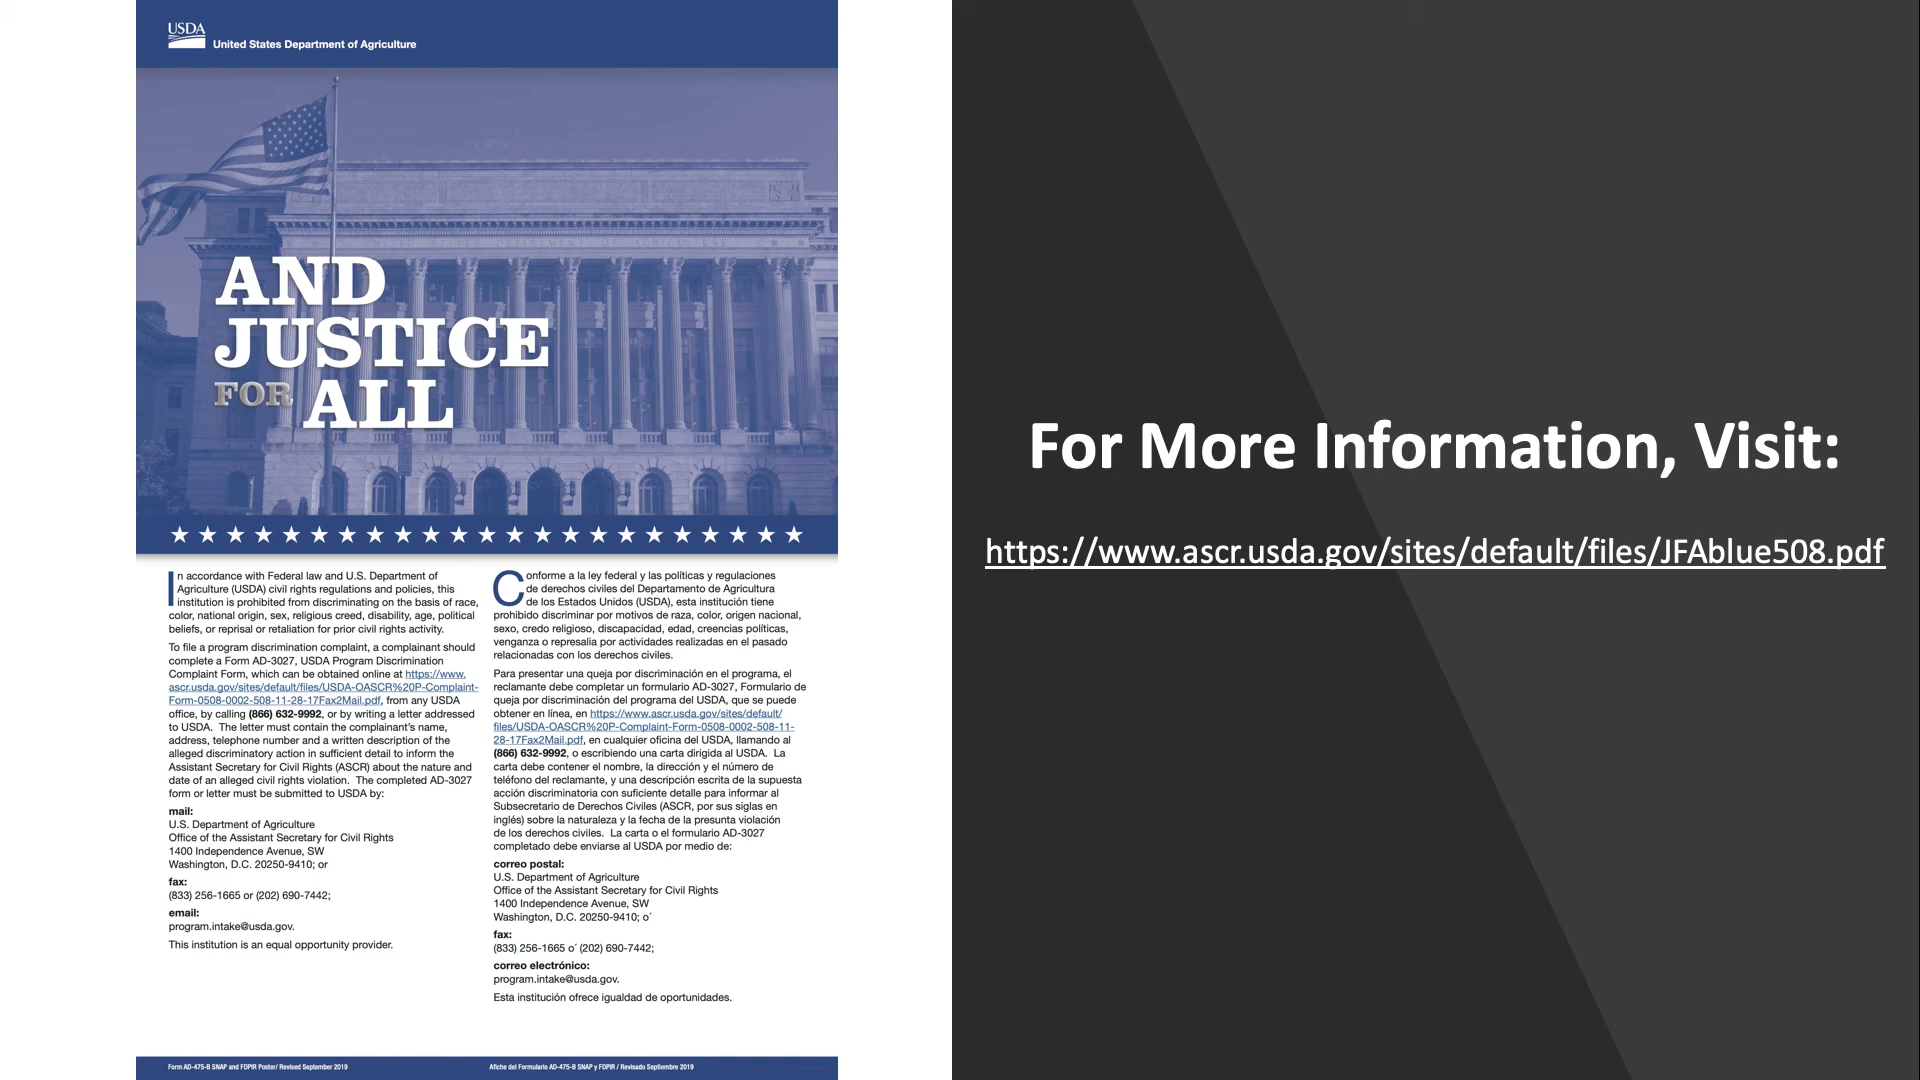 USDA
United States Department of Agriculture
AND
JUSTICE
FOR ALL
In accordance with Federal law and U.S. Department of
Agriculture (USDA) civil rights regulations and policies, this
institution is prohibited from discriminating on the basis of race,
color, national origin, sex, religious creed, disability, age, political
beliefs, or reprisal or retaliation for prior civil rights activity.
To file a program discrimination complaint, a complainant should
complete a Form AD-3027, USDA Program Discrimination
Complaint Form, which can be obtained online at https://www.
ascr.usda.gov/sites/default/files/USDA-OASCR%20P-Complaint-
Form-0508-0002-508-11-28-17Fax2Mail.pdf, from any USDA
office, by calling (866) 632-9992, or by writing a letter addressed
to USDA. The letter must contain the complainant's name,
address, telephone number and a written description of the
alleged discriminatory action in sufficient detail to inform the
Assistant Secretary for Civil Rights (ASCR) about the nature and
date of an alleged civil rights violation. The completed AD-3027
form or letter must be submitted to USDA by:
mail:
U.S. Department of Agriculture
Office of the Assistant Secretary for Civil Rights
1400 Independence Avenue, SW
Washington, D.C. 20250-9410; or
fax:
(833) 256-1665 or (202) 690-7442;
email:
program.intake@usda.gov.
This institution is an equal opportunity provider.
Conforme a la ley federal y las políticas y regulaciones
de derechos civiles del Departamento de Agricultura
de los Estados Unidos (USDA), esta institución tiene
prohibido discriminar por motivos de raza, color, origen nacional,
sexo, credo religioso, discapacidad, edad, creencias políticas,
venganza o represalia por actividades realizadas en el pasado
relacionadas con los derechos civiles.
Para presentar una queja por discriminación en el programa, el
reclamante debe completar un formulario AD-3027, Formulario de
queja por discriminación del programa del USDA, que se puede
obtener en línea, en https://www.ascr.usda.gov/sites/default/
files/USDA-OASCR%20P-Complaint-Form-0508-0002-508-11-
28-17Fax2Mail.pdf, en cualquier oficina del USDA, llamando al
(866) 632-9992, o escribiendo una carta dirigida al USDA. La
carta debe contener el nombre, la dirección y el número de
teléfono del reclamante, y una descripción escrita de la supuesta
acción discriminatoria con suficiente detalle para informar al
Subsecretario de Derechos Civiles (ASCR, por sus siglas en
inglés) sobre la naturaleza y la fecha de la presunta violación
de los derechos civiles. La carta o el formulario AD-3027
completado debe enviarse al USDA por medio de:
correo postal:
U.S. Department of Agriculture
Office of the Assistant Secretary for Civil Rights
1400 Independence Avenue, SW
Washington, D.C. 20250-9410; o´
fax:
(833) 256-1665 o´ (202) 690-7442;
correo electrónico:
program.intake@usda.gov.
Esta institución ofrece igualdad de oportunidades.
Form AD-475-B SNAP and FDPIR Poster/ Revised September 2019
Afiche del Formulario AD-475-B SNAP y FDPIR / Revisado Septiembre 2019
For More Information, Visit:
https://www.ascr.usda.gov/sites/default/files/JFAblue508.pdf